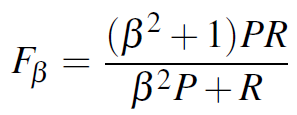 F_β = (β² + 1)PR / (β²P + R)